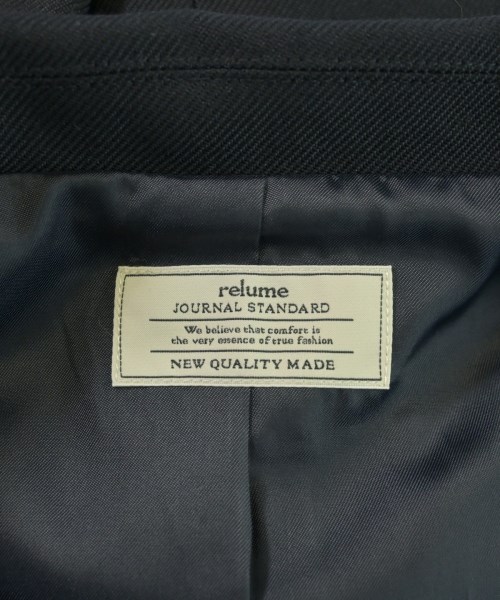 relume
JOURNAL STANDARD
We believe that comfort is
the very essence of true fashion
NEW QUALITY MADE